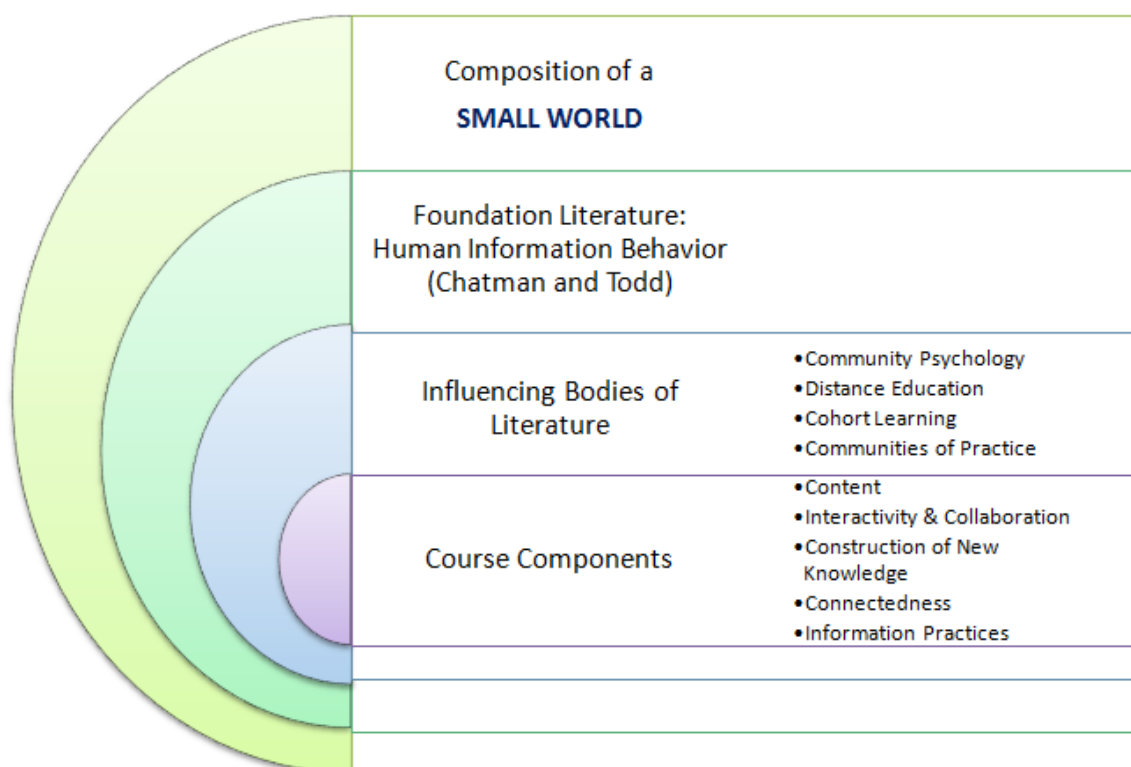 Composition of a
SMALL WORLD
Foundation Literature:
Human Information Behavior
(Chatman and Todd)
Influencing Bodies of
Literature
•Community Psychology
•Distance Education
•Cohort Learning
•Communities of Practice
Course Components
•Content
•Interactivity & Collaboration
•Construction of New
Knowledge
•Connectedness
•Information Practices